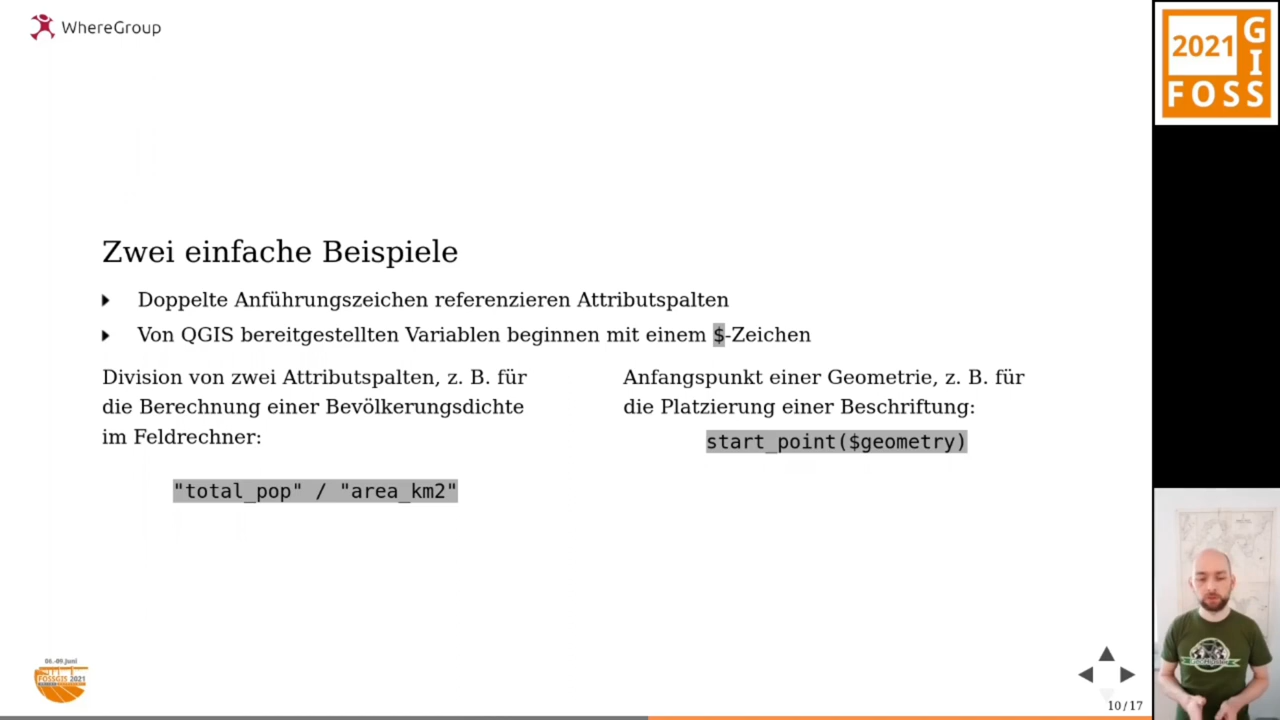 WhereGroup
2021
G
I
FOSS
Zwei einfache Beispiele
Doppelte Anführungszeichen referenzieren Attributspalten
Von QGIS bereitgestellten Variablen beginnen mit einem $-Zeichen
Division von zwei Attributspalten, z. B. für
die Berechnung einer Bevölkerungsdichte
im Feldrechner:
"total_pop" / "area_km2"
Anfangspunkt einer Geometrie, z. B. für
die Platzierung einer Beschriftung:
start_point($geometry)
FOSSGIS 2021
10/17